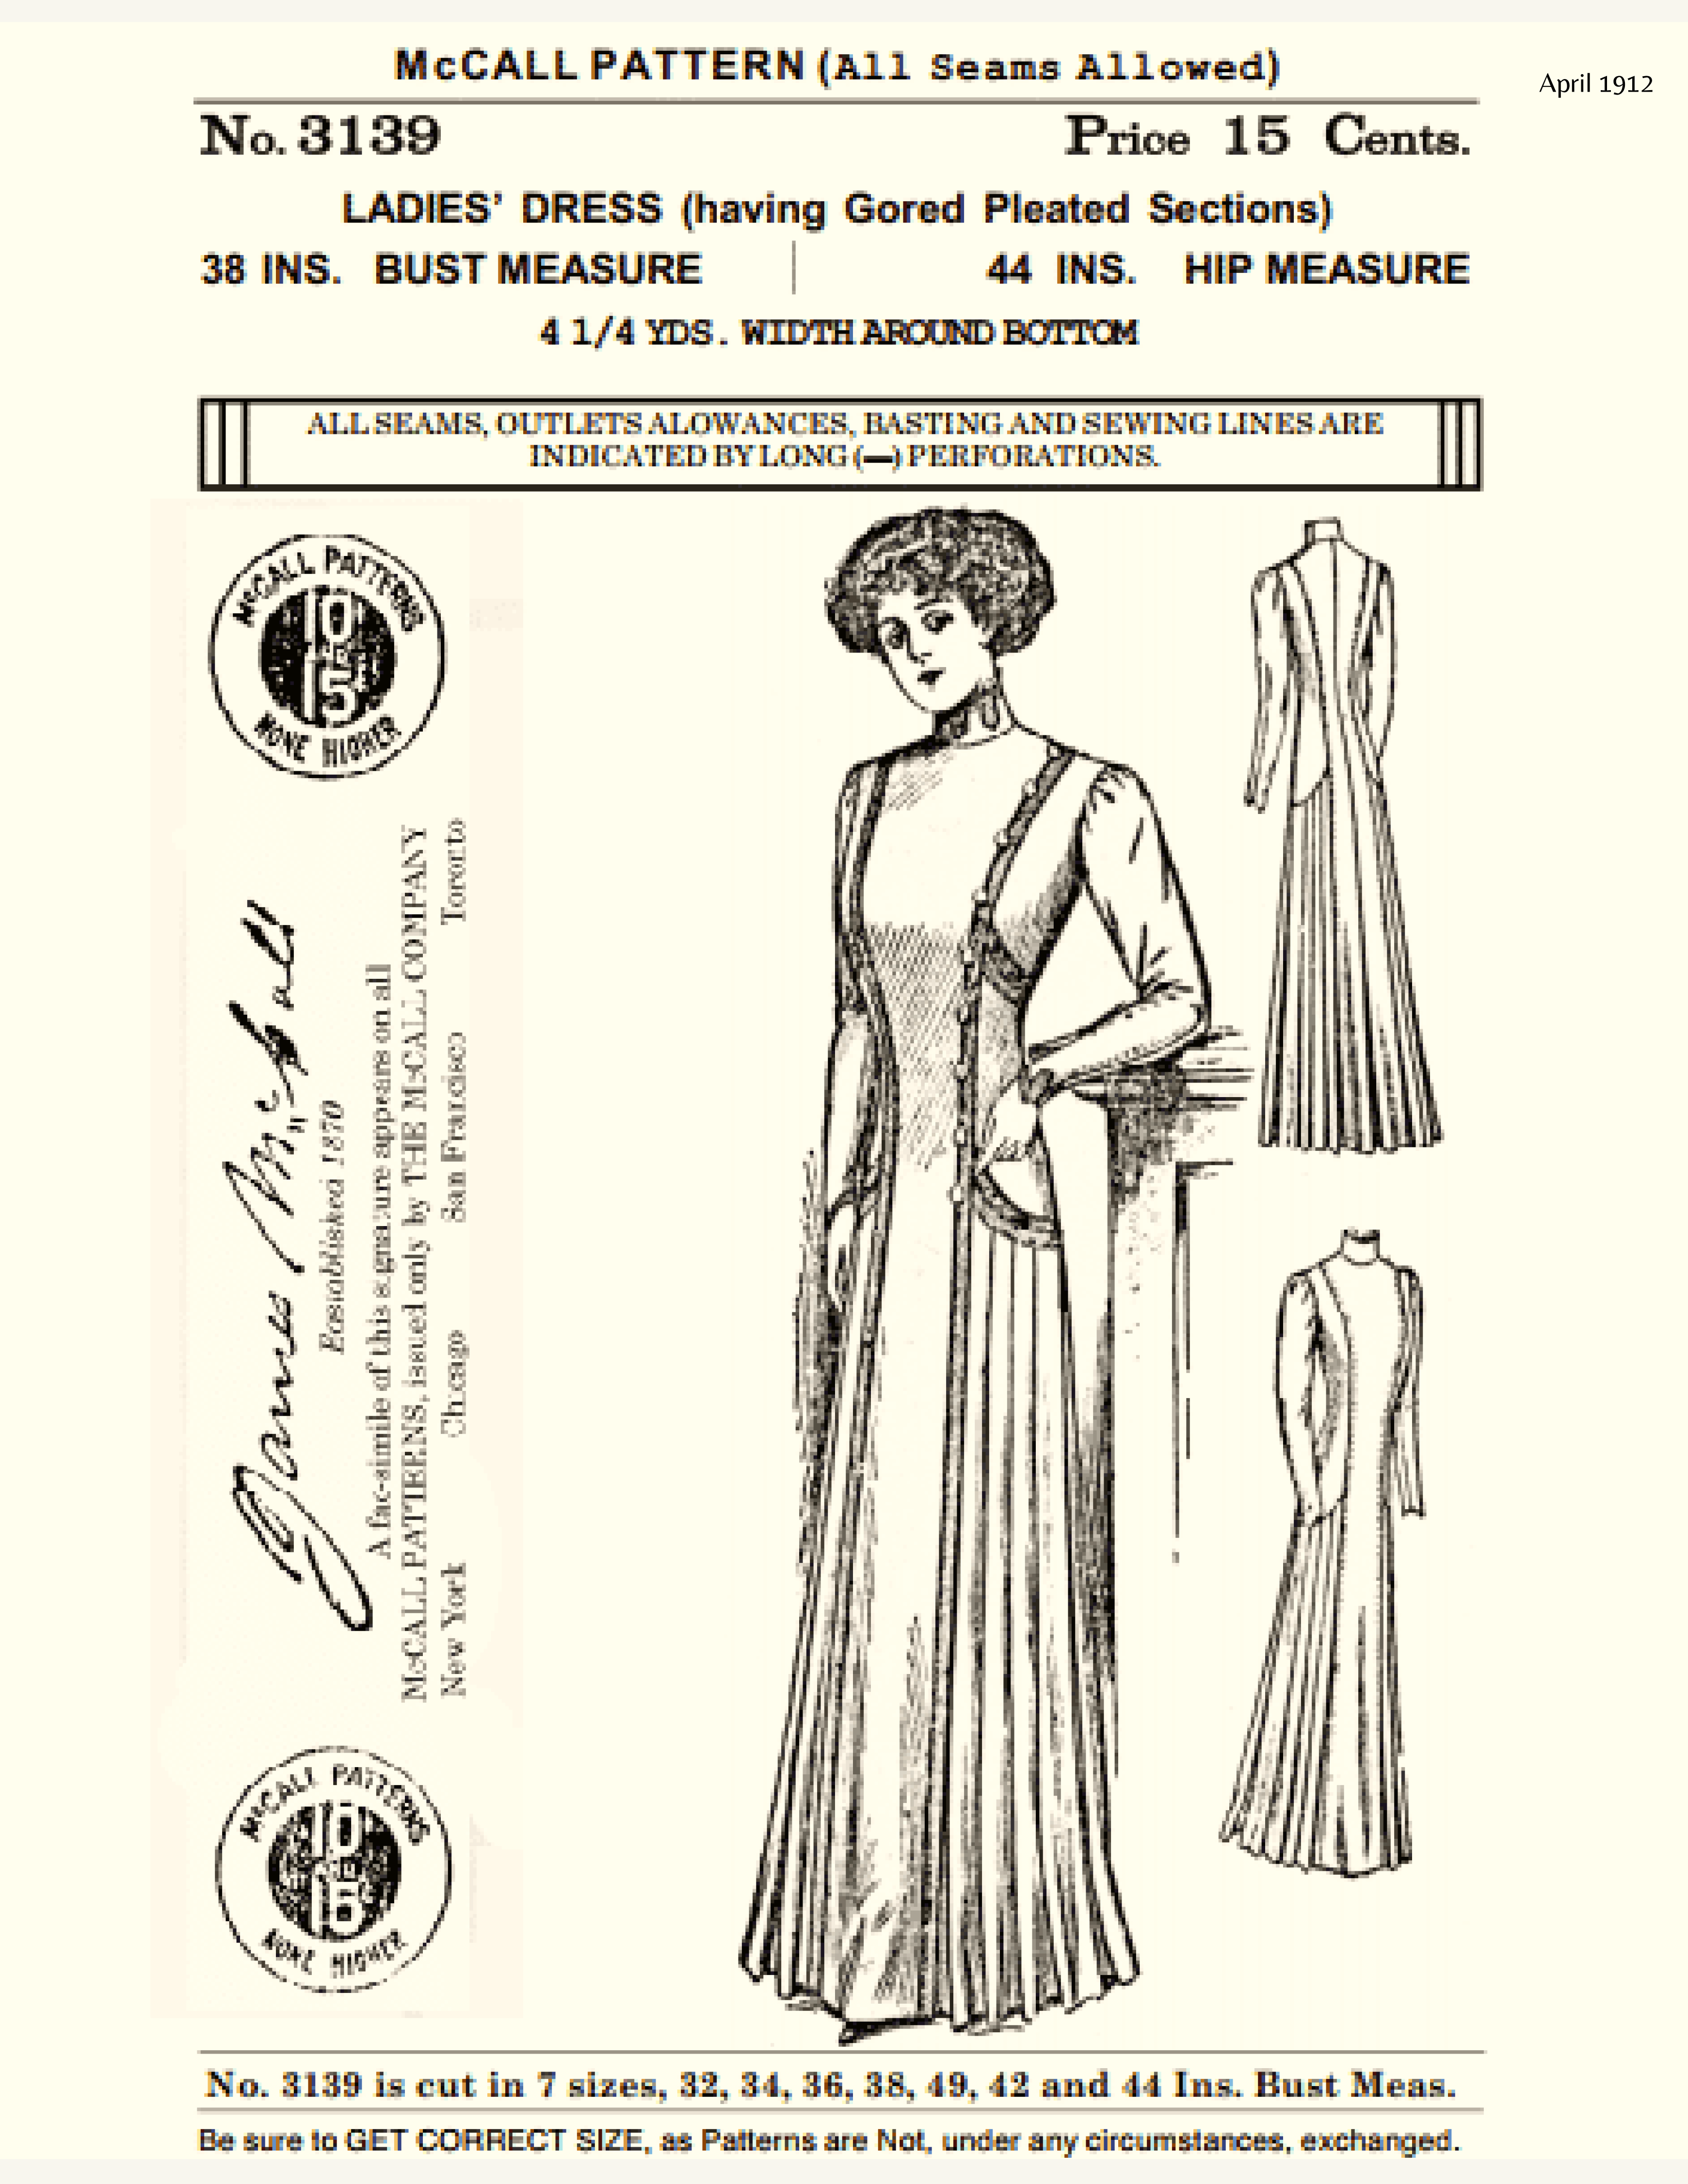 McCALL PATTERN (All Seams Allowed)
April 1912
No. 3139 Price 15 Cents.
LADIES’ DRESS (having Gored Pleated Sections)
38 INS. BUST MEASURE 44 INS. HIP MEASURE
4 1/4 YDS. WIDTH AROUND BOTTOM
ALL SEAMS, OUTLETS ALOWANCES, BASTING AND SEWING LINES ARE
INDICATED BY LONG (—) PERFORATIONS.
McCALL PATTERNS
10
15
NONE HIGHER
James McCall
Established 1870
A fac-simile of this signature appears on all
McCALL PATTERNS, issued only by THE McCALL COMPANY
New York Chicago San Francisco Toronto
McCALL PATTERNS
10
NONE HIGHER
No. 3139 is cut in 7 sizes, 32, 34, 36, 38, 49, 42 and 44 Ins. Bust Meas.
Be sure to GET CORRECT SIZE, as Patterns are Not, under any circumstances, exchanged.